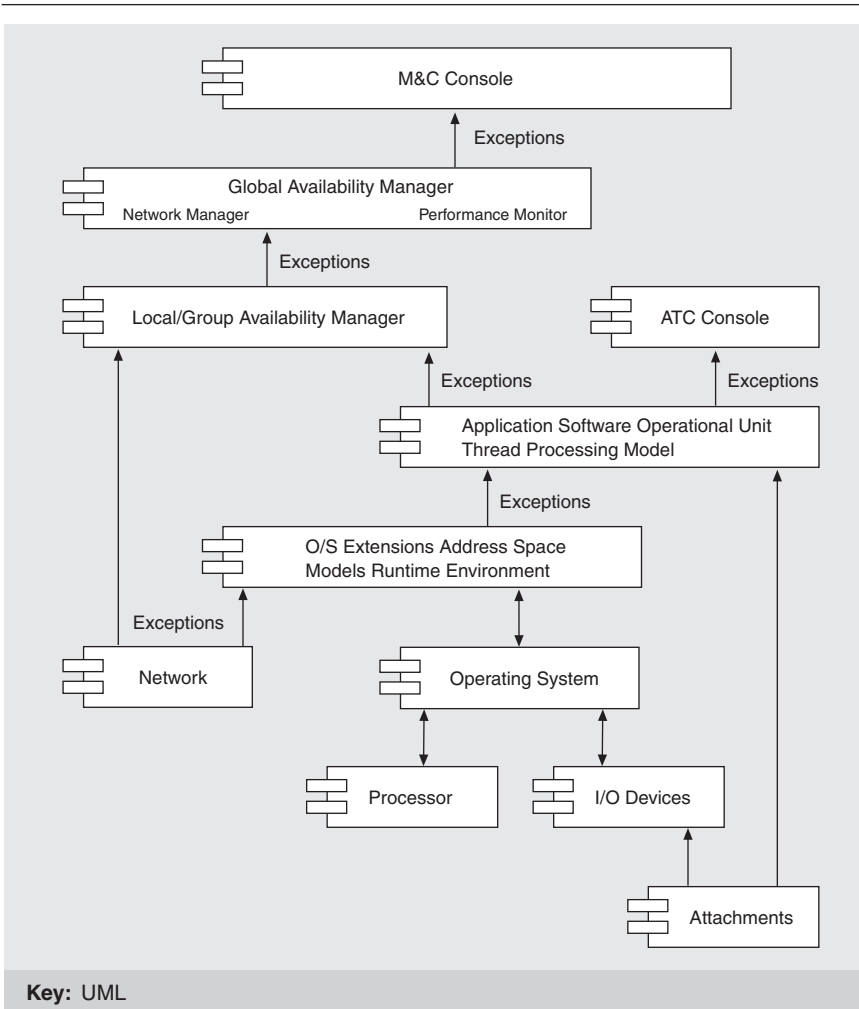 M&C Console
Exceptions
Global Availability Manager
Network Manager Performance Monitor
Exceptions
Local/Group Availability Manager
ATC Console
Exceptions
Exceptions
Application Software Operational Unit
Thread Processing Model
Exceptions
O/S Extensions Address Space
Models Runtime Environment
Exceptions
Network
Operating System
Processor
I/O Devices
Attachments
Key: UML